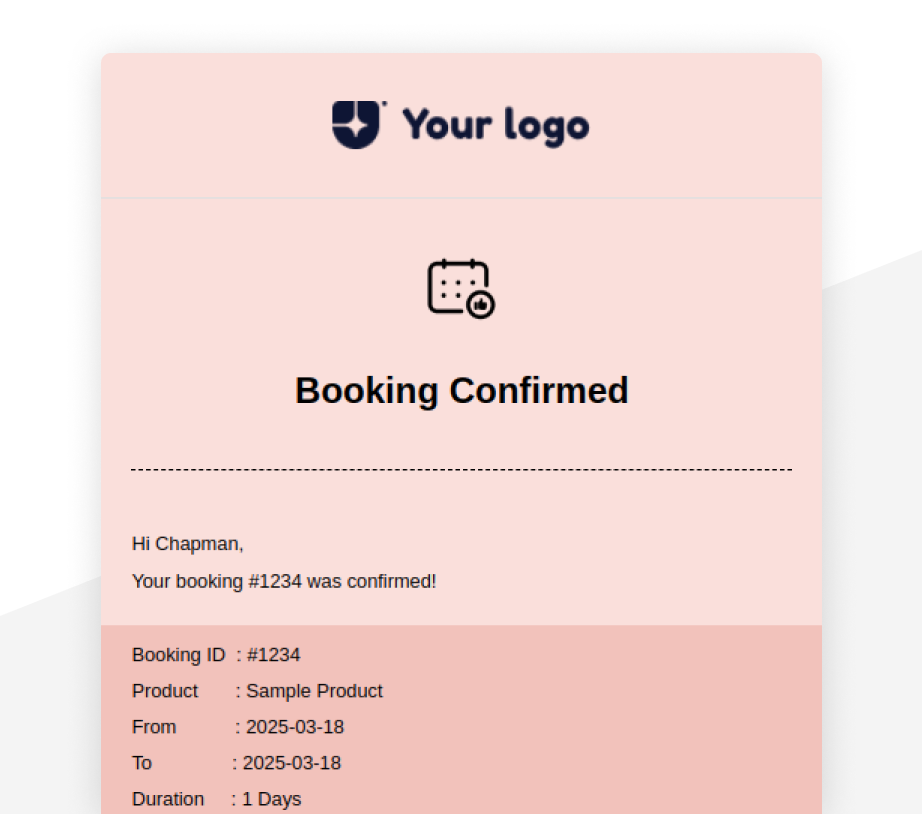 Your logo
Booking Confirmed
Hi Chapman,
Your booking #1234 was confirmed!
Booking ID : #1234
Product : Sample Product
From : 2025-03-18
To : 2025-03-18
Duration : 1 Days